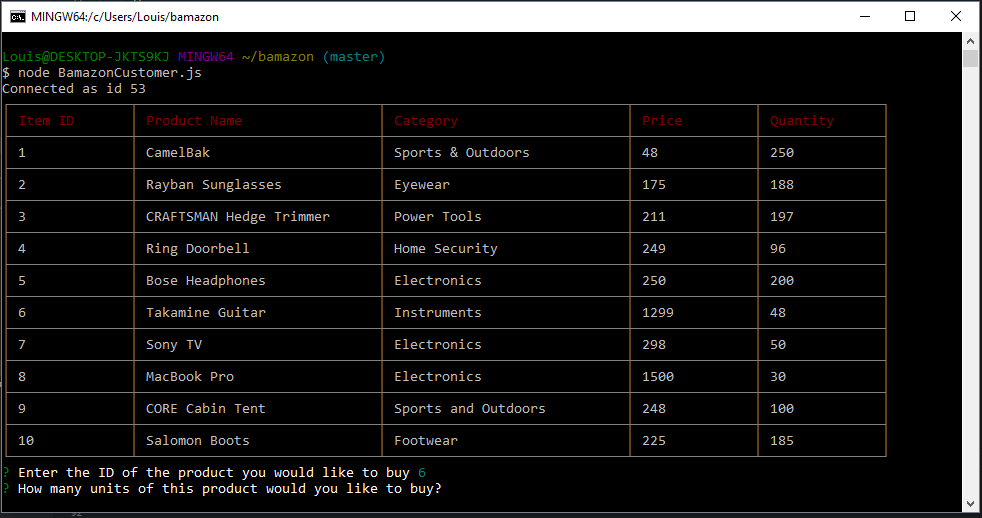 MINGW64:/c/Users/Louis/bamazon
Louis@DESKTOP-JKTS9KJ MINGW64 ~/bamazon (master)
$ node BamazonCustomer.js
Connected as id 53
Item ID Product Name Category Price Quantity
1 CamelBak Sports & Outdoors 48 250
2 Rayban Sunglasses Eyewear 175 188
3 CRAFTSMAN Hedge Trimmer Power Tools 211 197
4 Ring Doorbell Home Security 249 96
5 Bose Headphones Electronics 250 200
6 Takamine Guitar Instruments 1299 48
7 Sony TV Electronics 298 50
8 MacBook Pro Electronics 1500 30
9 CORE Cabin Tent Sports and Outdoors 248 100
10 Salomon Boots Footwear 225 185
? Enter the ID of the product you would like to buy 6
? How many units of this product would you like to buy?